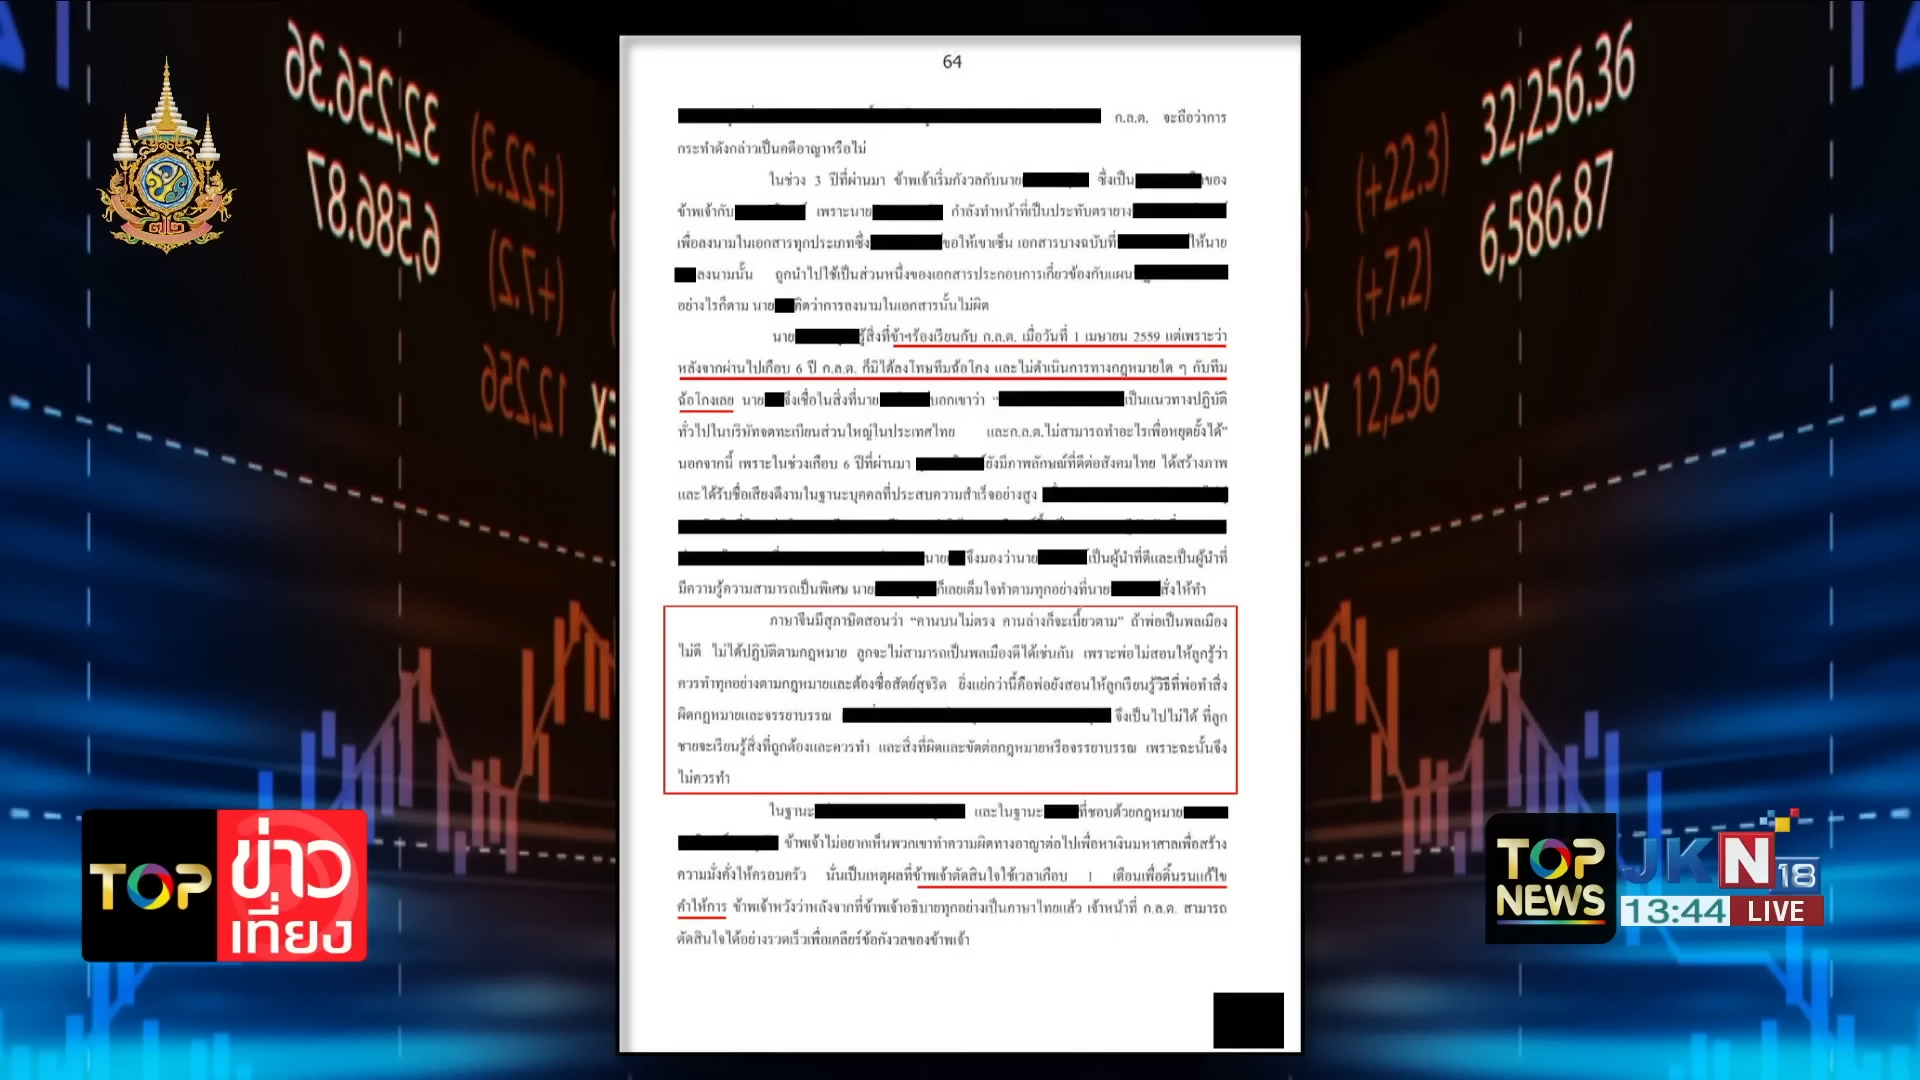 64
ก.ล.ต. จะถือว่าการ
กระทำดังกล่าวเป็นคดีอาญาหรือไม่
ในช่วง 3 ปีที่ผ่านมา ข้าพเจ้าเริ่มกังวลกับนาย ซึ่งเป็น ของ
ข้าพเจ้ากับ เพราะนาย กำลังทำหน้าที่เป็นประทับตรายาง
เพื่อลงนามในเอกสารทุกประเภทซึ่ง ขอให้เขาเซ็น เอกสารบางฉบับที่ ให้นาย
ลงนามนั้น ถูกนำไปใช้เป็นส่วนหนึ่งของเอกสารประกอบการเกี่ยวข้องกับแผน
อย่างไรก็ตาม นาย คิดว่าการลงนามในเอกสารนั้นไม่ผิด
นาย รู้สิ่งที่ข้าฯร้องเรียนกับ ก.ล.ต. เมื่อวันที่ 1 เมษายน 2559 แต่เพราะว่า
หลังจากผ่านไปเกือบ 6 ปี ก.ล.ต. ก็มิได้ลงโทษทีมฉ้อโกง และไม่ดำเนินการทางกฎหมายใด ๆ กับทีม
ฉ้อโกงเลย นาย จึงเชื่อในสิ่งที่นาย บอกเขาว่า “ เป็นแนวทางปฏิบัติ
ทั่วไปในบริษัทจดทะเบียนส่วนใหญ่ในประเทศไทย และก.ล.ต.ไม่สามารถทำอะไรเพื่อหยุดยั้งได้”
นอกจากนี้ เพราะในช่วงเกือบ 6 ปีที่ผ่านมา ยังมีภาพลักษณ์ที่ดีต่อสังคมไทย ได้สร้างภาพ
และได้รับชื่อเสียงดีงามในฐานะบุคคลที่ประสบความสำเร็จอย่างสูง
นาย จึงมองว่านาย เป็นผู้นำที่ดีและเป็นผู้นำที่
มีความรู้ความสามารถเป็นพิเศษ นาย ก็เลยเต็มใจทำตามทุกอย่างที่นาย สั่งให้ทำ
ภาษาจีนมีสุภาษิตสอนว่า “คานบนไม่ตรง คานล่างก็จะเบี้ยวตาม” ถ้าพ่อเป็นพลเมือง
ไม่ดี ไม่ได้ปฏิบัติตามกฎหมาย ลูกจะไม่สามารถเป็นพลเมืองดีได้เช่นกัน เพราะพ่อไม่สอนให้ลูกรู้ว่า
ควรทำทุกอย่างตามกฎหมายและต้องซื่อสัตย์สุจริต ยิ่งแย่กว่านี้คือพ่อยังสอนให้ลูกเรียนรู้วิธีที่พ่อทำสิ่ง
ผิดกฎหมายและจรรยาบรรณ จึงเป็นไปไม่ได้ ที่ลูก
ชายจะเรียนรู้สิ่งที่ถูกต้องและควรทำ และสิ่งที่ผิดและขัดต่อกฎหมายหรือจรรยาบรรณ เพราะฉะนั้นจึง
ไม่ควรทำ
ในฐานะ และในฐานะ ที่ชอบด้วยกฎหมาย
ข้าพเจ้าไม่อยากเห็นพวกเขาทำความผิดทางอาญาต่อไปเพื่อหาเงินมหาศาลเพื่อสร้าง
ความมั่งคั่งให้ครอบครัว นั่นเป็นเหตุผลที่ข้าพเจ้าตัดสินใจใช้เวลาเกือบ 1 เดือนเพื่อดิ้นรนแก้ไข
คำให้การ ข้าพเจ้าหวังว่าหลังจากที่ข้าพเจ้าอธิบายทุกอย่างเป็นภาษาไทยแล้ว เจ้าหน้าที่ ก.ล.ต. สามารถ
ตัดสินใจได้อย่างรวดเร็วเพื่อเคลียร์ข้อกังวลของข้าพเจ้า
32,256.36
(+22.3)
6,586.87
(+7.2)
12,256
EX
๗๒
TOP
ข่าว
เที่ยง
TOP
NEWS
JKN 18
13:44 LIVE